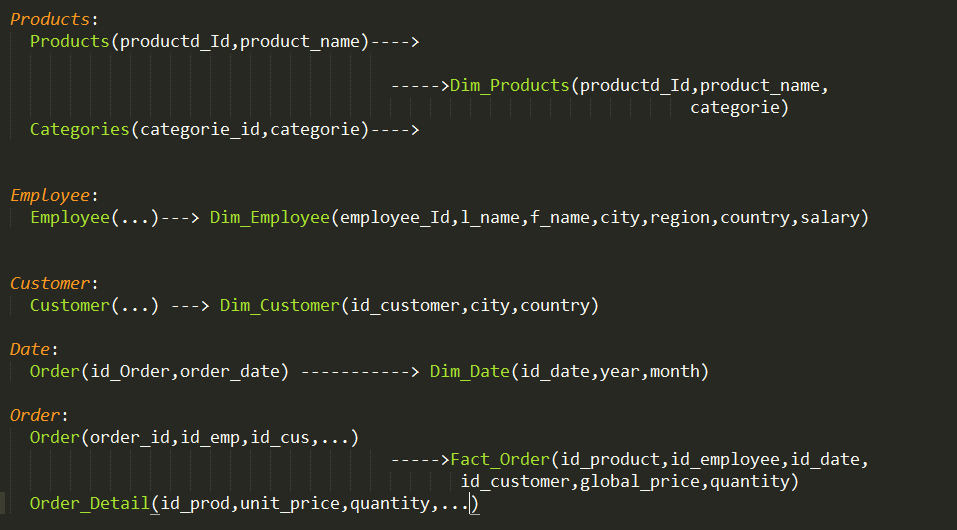 Products:
Products(productd_Id,product_name)---->
----->Dim_Products(productd_Id,product_name,
categorie)
Categories(categorie_id,categorie)---->
Employee:
Employee(...)---> Dim_Employee(employee_Id,l_name,f_name,city,region,country,salary)
Customer:
Customer(...) ---> Dim_Customer(id_customer,city,country)
Date:
Order(id_Order,order_date) -----------> Dim_Date(id_date,year,month)
Order:
Order(order_id,id_emp,id_cus,...)
----->Fact_Order(id_product,id_employee,id_date,
id_customer,global_price,quantity)
Order_Detail(id_prod,unit_price,quantity,...)